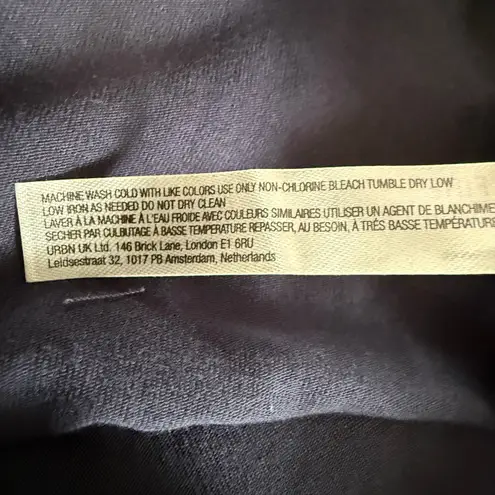 MACHINE WASH COLD WITH LIKE COLORS USE ONLY NON-CHLORINE BLEACH TUMBLE DRY LOW
LOW IRON AS NEEDED DO NOT DRY CLEAN
LAVER À LA MACHINE À L'EAU FROIDE AVEC COULEURS SIMILAIRES UTILISER UN AGENT DE BLANCHIME
SECHER PAR CULBUTAGE À BASSE TEMPERATURE REPASSER, AU BESOIN, À TRÉS BASSE TEMPÉRATURE
URBN UK Ltd. 146 Brick Lane, London E1 6RU
Leidsestraat 32, 1017 PB Amsterdam, Netherlands